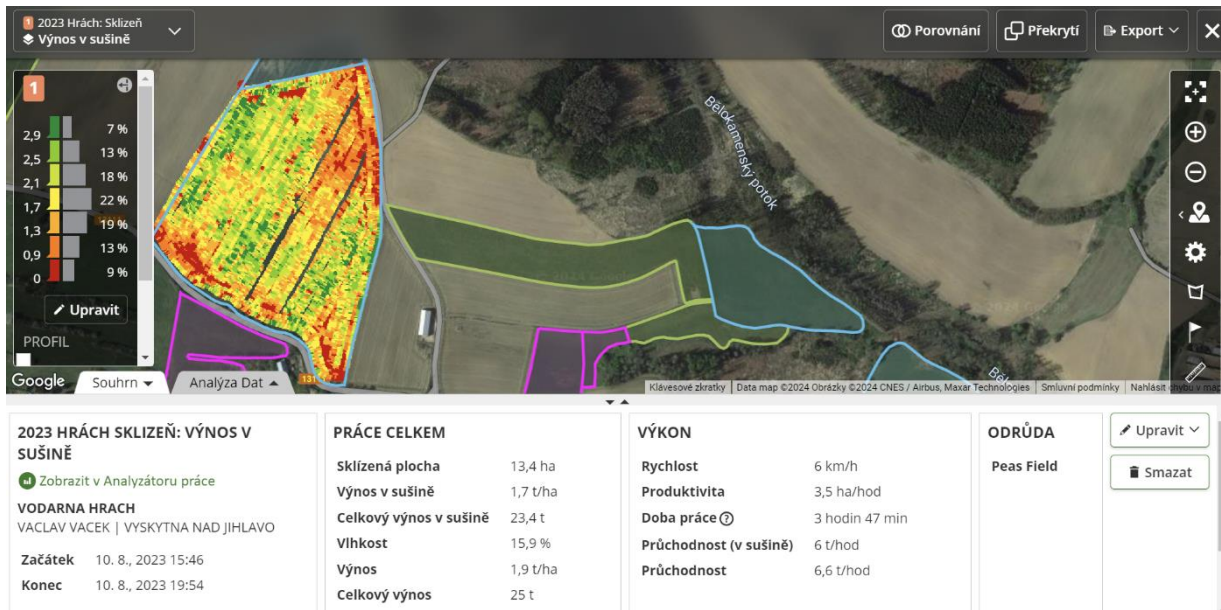 1 2023 Hrách: Sklizeň
Výnos v sušině
Porovnání
Překrytí
Export
1
7 %
2,9
13 %
2,5
18 %
2,1
22 %
1,7
19 %
1,3
13 %
0,9
9 %
0
Upravit
PROFIL
Bělokamenský potok
131
Google
Souhrn
Analýza Dat
Klávesové zkratky
Data map ©2024 Obrázky ©2024 CNES / Airbus, Maxar Technologies
Smluvní podmínky
Nahlásit chybu v map
2023 HRÁCH SKLIZEŇ: VÝNOS V
SUŠINĚ
Zobrazit v Analyzátoru práce
VODARNA HRACH
VACLAV VACEK | VYSKYTNA NAD JIHLAVO
Začátek 10. 8., 2023 15:46
Konec 10. 8., 2023 19:54
PRÁCE CELKEM
Sklízená plocha 13,4 ha
Výnos v sušině 1,7 t/ha
Celkový výnos v sušině 23,4 t
Vlhkost 15,9 %
Výnos 1,9 t/ha
Celkový výnos 25 t
VÝKON
Rychlost 6 km/h
Produktivita 3,5 ha/hod
Doba práce ? 3 hodin 47 min
Průchodnost (v sušině) 6 t/hod
Průchodnost 6,6 t/hod
ODRŮDA
Peas Field
Upravit
Smazat